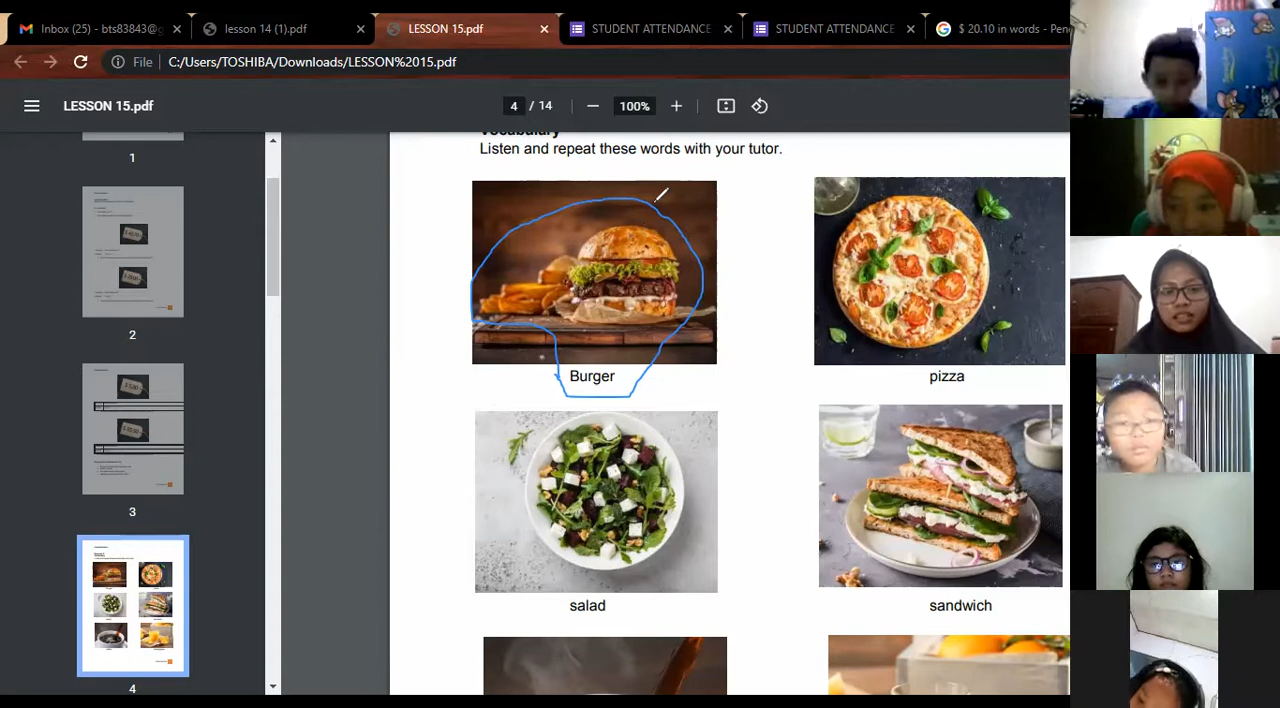 Inbox (25) - bts83843@g
lesson 14 (1).pdf
LESSON 15.pdf
STUDENT ATTENDANCE
STUDENT ATTENDANCE
$ 20.10 in words - Pen
File
C:/Users/TOSHIBA/Downloads/LESSON%2015.pdf
LESSON 15.pdf
4 / 14
100%
1
2
3
4
Vocabulary
Listen and repeat these words with your tutor.
Burger
pizza
salad
sandwich